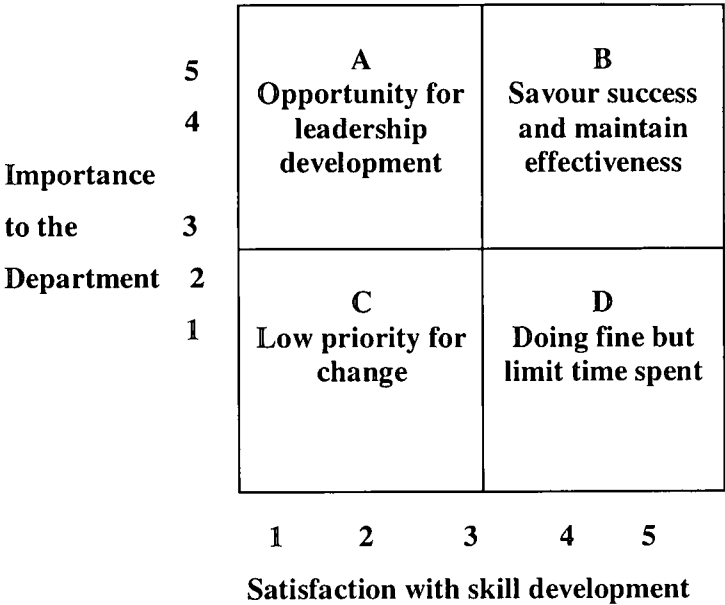 5
4
Importance
to the 3
Department 2
1
A
Opportunity for
leadership
development
B
Savour success
and maintain
effectiveness
C
Low priority for
change
D
Doing fine but
limit time spent
1 2 3 4 5
Satisfaction with skill development